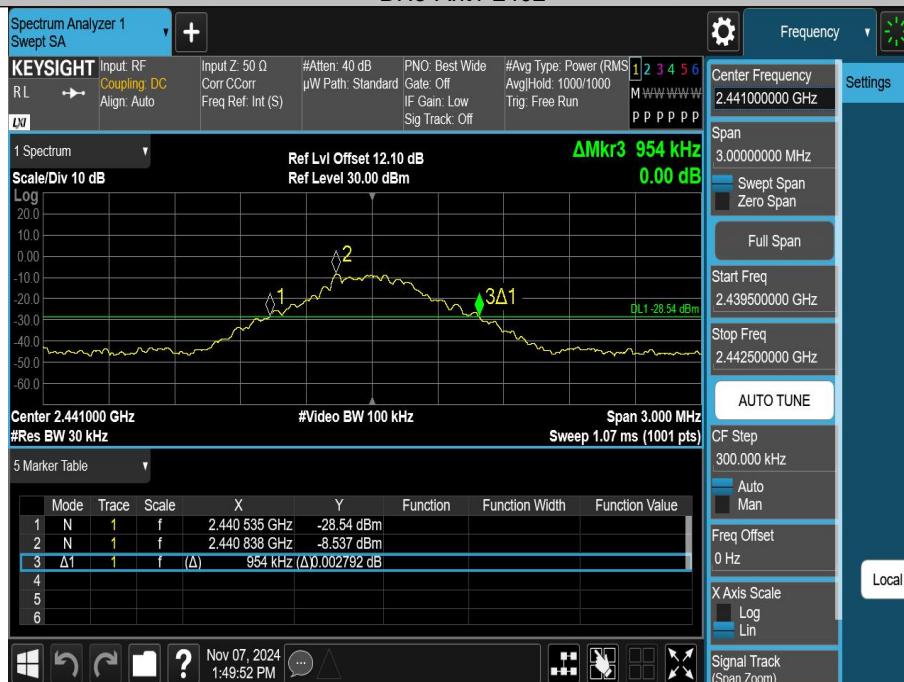 Spectrum Analyzer 1
Swept SA
+
Frequency
KEYSIGHT
RL
LXI
Input: RF
Coupling: DC
Align: Auto
Input Z: 50 Ω
Corr CCorr
Freq Ref: Int (S)
#Atten: 40 dB
µW Path: Standard
PNO: Best Wide
Gate: Off
IF Gain: Low
Sig Track: Off
#Avg Type: Power (RMS
Avg|Hold: 1000/1000
Trig: Free Run
1 2 3 4 5 6
M W W W W W
P P P P P P
1 Spectrum
Scale/Div 10 dB
Ref Lvl Offset 12.10 dB
Ref Level 30.00 dBm
ΔMkr3 954 kHz
0.00 dB
Log
20.0
10.0
0.00
-10.0
-20.0
-30.0
-40.0
-50.0
-60.0
2
1
3Δ1
DL1 -28.54 dBm
Center 2.441000 GHz
#Video BW 100 kHz
Span 3.000 MHz
#Res BW 30 kHz
Sweep 1.07 ms (1001 pts)
5 Marker Table
Mode Trace Scale X Y Function Function Width Function Value
1 N 1 f 2.440 535 GHz -28.54 dBm
2 N 1 f 2.440 838 GHz -8.537 dBm
3 Δ1 1 f (Δ) 954 kHz (Δ)0.002792 dB
4
5
6
?
Nov 07, 2024
1:49:52 PM
Center Frequency
2.441000000 GHz
Settings
Span
3.00000000 MHz
Swept Span
Zero Span
Full Span
Start Freq
2.439500000 GHz
Stop Freq
2.442500000 GHz
AUTO TUNE
CF Step
300.000 kHz
Auto
Man
Freq Offset
0 Hz
Local
X Axis Scale
Log
Lin
Signal Track
(Span Zoom)